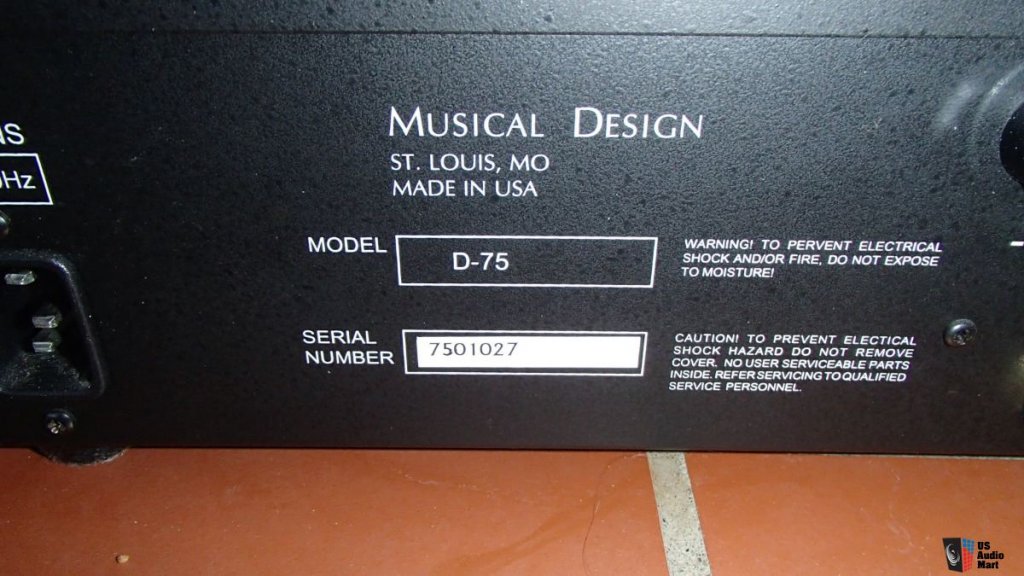 MUSICAL DESIGN
ST. LOUIS, MO
MADE IN USA
MODEL
D-75
WARNING! TO PERVENT ELECTRICAL
SHOCK AND/OR FIRE, DO NOT EXPOSE
TO MOISTURE!
SERIAL
NUMBER
7501027
CAUTION! TO PREVENT ELECTICAL
SHOCK HAZARD DO NOT REMOVE
COVER. NO USER SERVICEABLE PARTS
INSIDE. REFER SERVICING TO QUALIFIED
SERVICE PERSONNEL.
US
Audio
Mart